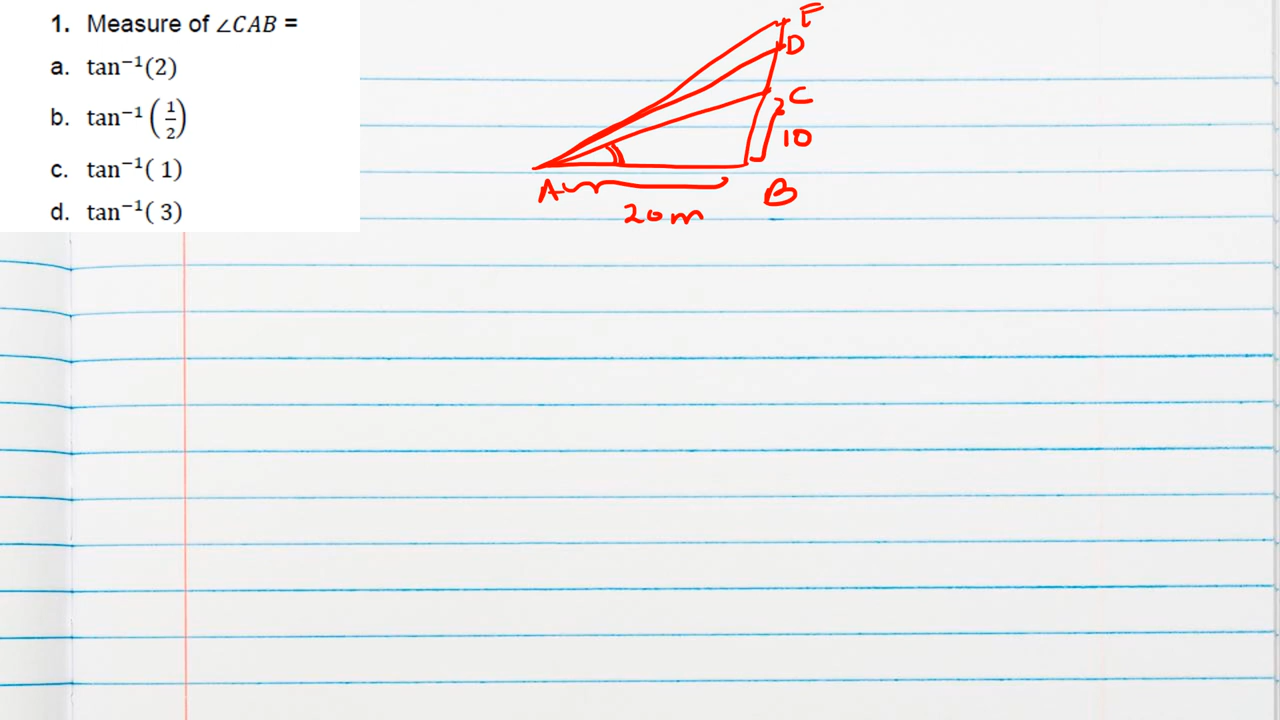 1. Measure of ∠CAB =
a. tan⁻¹(2)
b. tan⁻¹(1/2)
c. tan⁻¹( 1)
d. tan⁻¹( 3)
D
C
10
A
B
20m